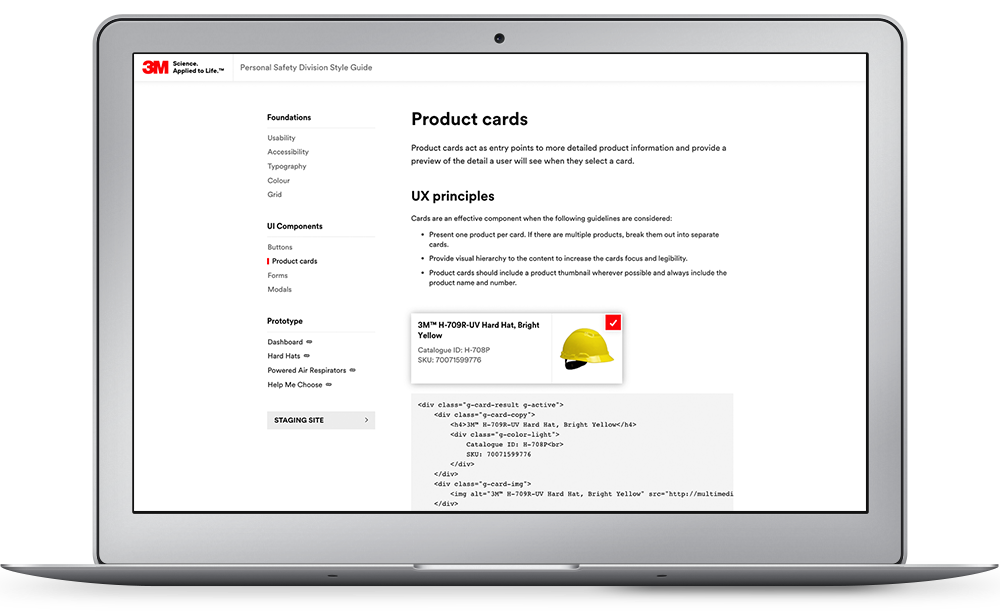 3M Science.
Applied to Life.™
Personal Safety Division Style Guide
Foundations
Usability
Accessibility
Typography
Colour
Grid
UI Components
Buttons
Product cards
Forms
Modals
Prototype
Dashboard
Hard Hats
Powered Air Respirators
Help Me Choose
STAGING SITE
Product cards
Product cards act as entry points to more detailed product information and provide a
preview of the detail a user will see when they select a card.
UX principles
Cards are an effective component when the following guidelines are considered:
• Present one product per card. If there are multiple products, break them out into separate
cards.
• Provide visual hierarchy to the content to increase the cards focus and legibility.
• Product cards should include a product thumbnail wherever possible and always include the
product name and number.
3M™ H-709R-UV Hard Hat, Bright
Yellow
Catalogue ID: H-708P
SKU: 70071599776
<div class="g-card-result g-active">
<div class="g-card-copy">
<h4>3M™ H-709R-UV Hard Hat, Bright Yellow</h4>
<div class="g-color-light">
Catalogue ID: H-708P<br>
SKU: 70071599776
</div>
</div>
<div class="g-card-img">
<img alt="3M™ H-709R-UV Hard Hat, Bright Yellow" src="http://multimedi
</div>